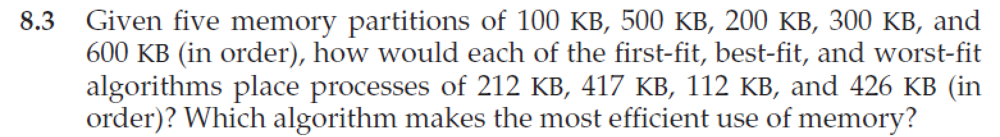 8.3 Given five memory partitions of 100 KB, 500 KB, 200 KB, 300 KB, and
600 KB (in order), how would each of the first-fit, best-fit, and worst-fit
algorithms place processes of 212 KB, 417 KB, 112 KB, and 426 KB (in
order)? Which algorithm makes the most efficient use of memory?